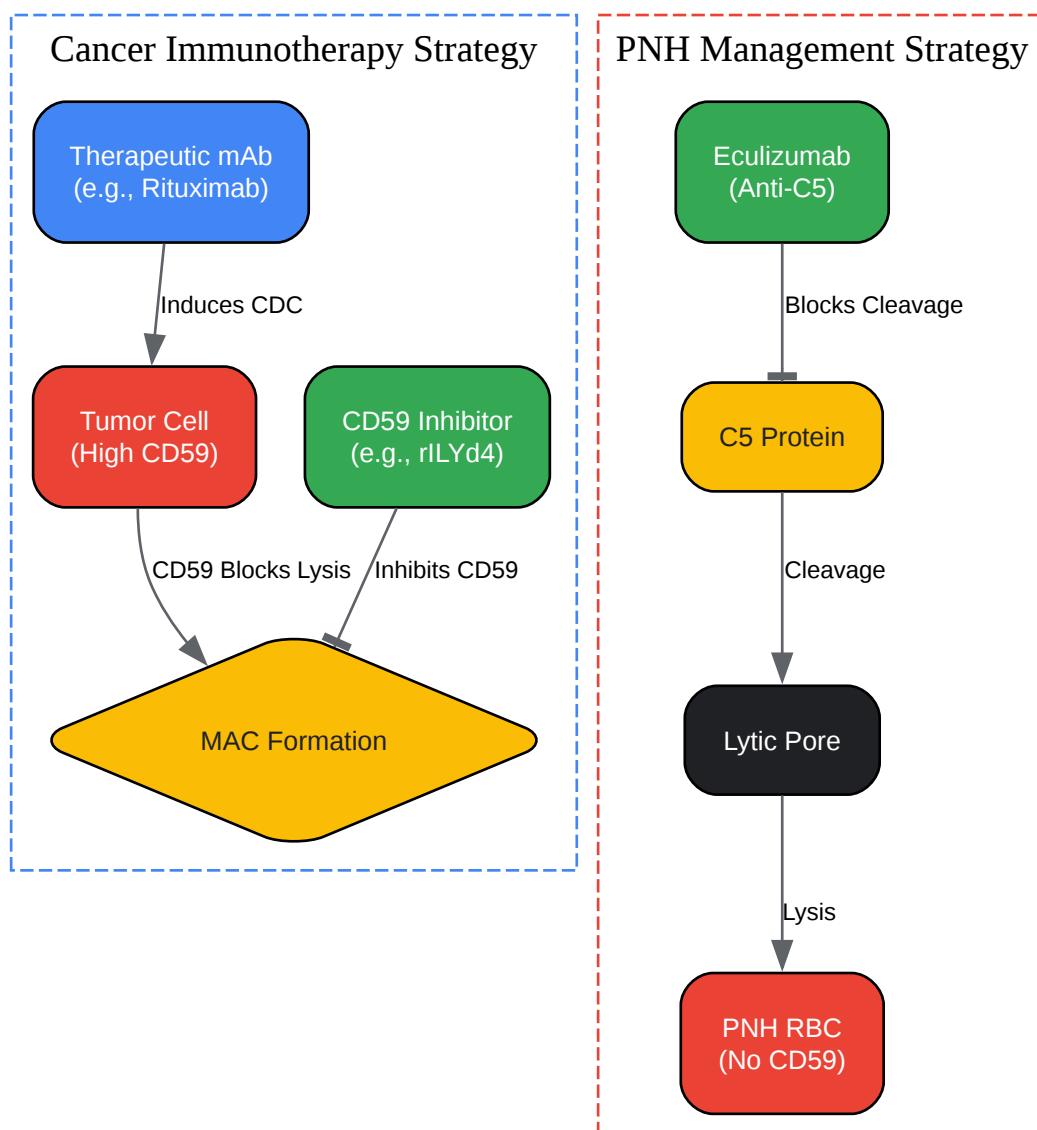 Cancer Immunotherapy Strategy
Therapeutic mAb
(e.g., Rituximab)
Induces CDC
Tumor Cell
(High CD59)
CD59 Inhibitor
(e.g., rILYd4)
CD59 Blocks Lysis
Inhibits CD59
MAC Formation
PNH Management Strategy
Eculizumab
(Anti-C5)
Blocks Cleavage
C5 Protein
Cleavage
Lytic Pore
Lysis
PNH RBC
(No CD59)